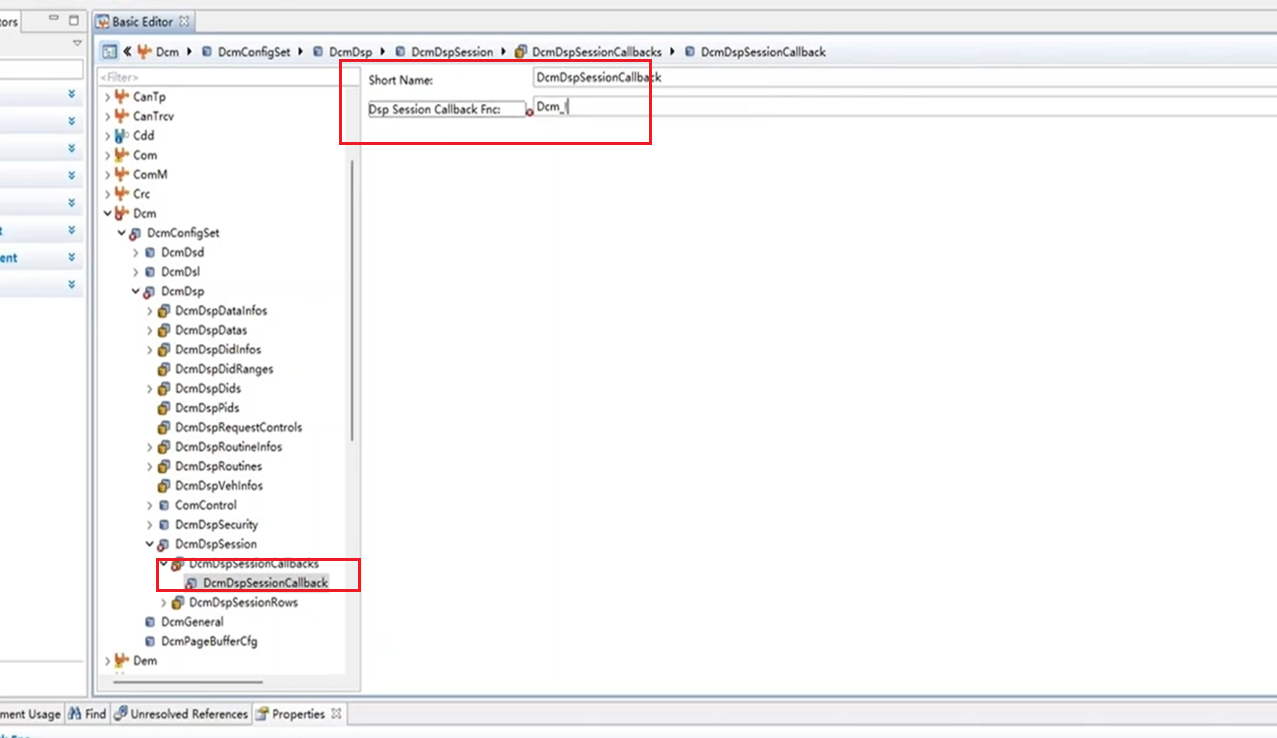 tors
Basic Editor
Dcm DcmConfigSet DcmDsp DcmDspSession DcmDspSessionCallbacks DcmDspSessionCallback
<Filter>
Short Name: DcmDspSessionCallback
Dsp Session Callback Fnc: Dcm_
CanTp
CanTrcv
Cdd
Com
ComM
Crc
Dcm
DcmConfigSet
DcmDsd
DcmDsl
DcmDsp
DcmDspDataInfos
DcmDspDatas
DcmDspDidInfos
DcmDspDidRanges
DcmDspDids
DcmDspPids
DcmDspRequestControls
DcmDspRoutineInfos
DcmDspRoutines
DcmDspVehInfos
ComControl
DcmDspSecurity
DcmDspSession
DcmDspSessionCallbacks
DcmDspSessionCallback
DcmDspSessionRows
DcmGeneral
DcmPageBufferCfg
Dem
t
ent
ment Usage Find Unresolved References Properties